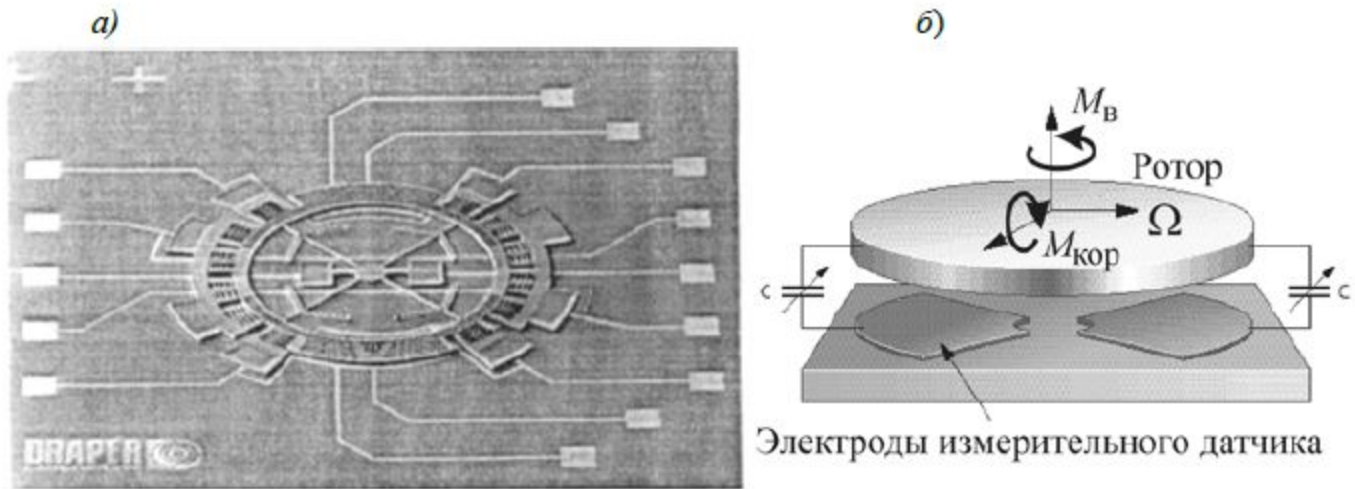 а)
б)
Mв
Ротор
Ω
Mкор
C
C
DRAPER
Электроды измерительного датчика